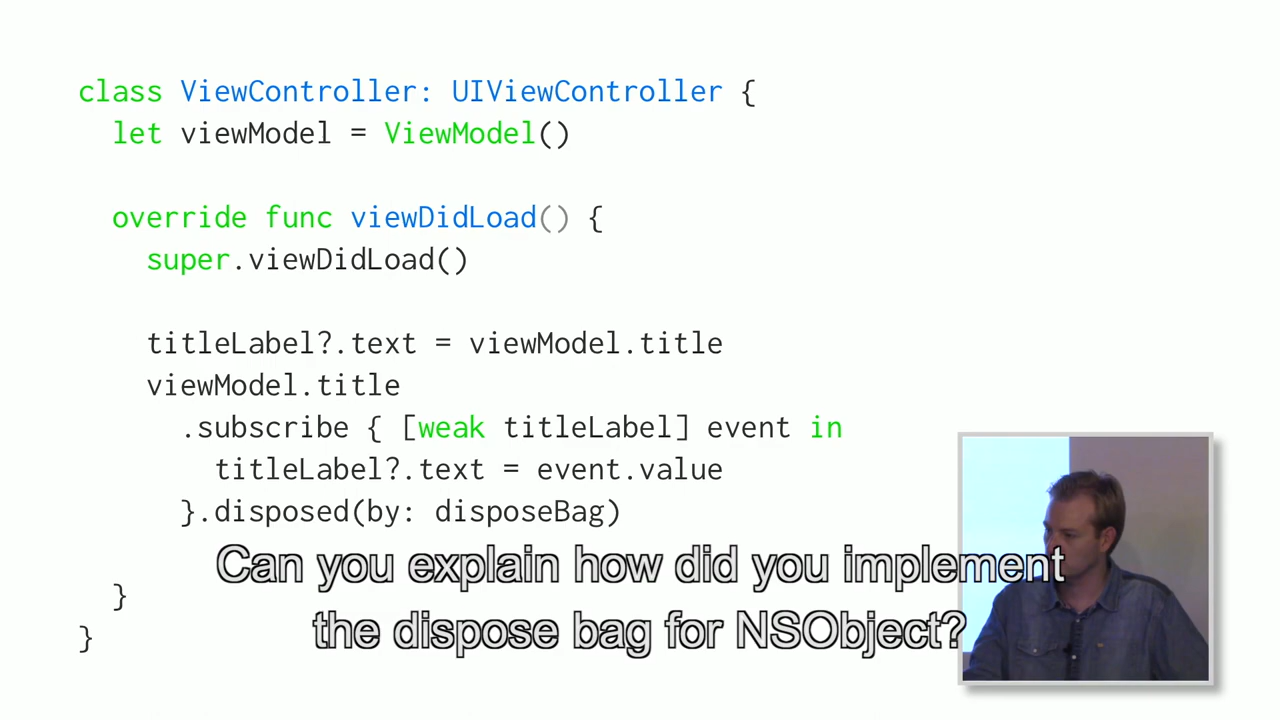 class ViewController: UIViewController {
let viewModel = ViewModel()
override func viewDidLoad() {
super.viewDidLoad()
titleLabel?.text = viewModel.title
viewModel.title
.subscribe { [weak titleLabel] event in
titleLabel?.text = event.value
}.disposed(by: disposeBag)
}
}
Can you explain how did you implement
the dispose bag for NSObject?